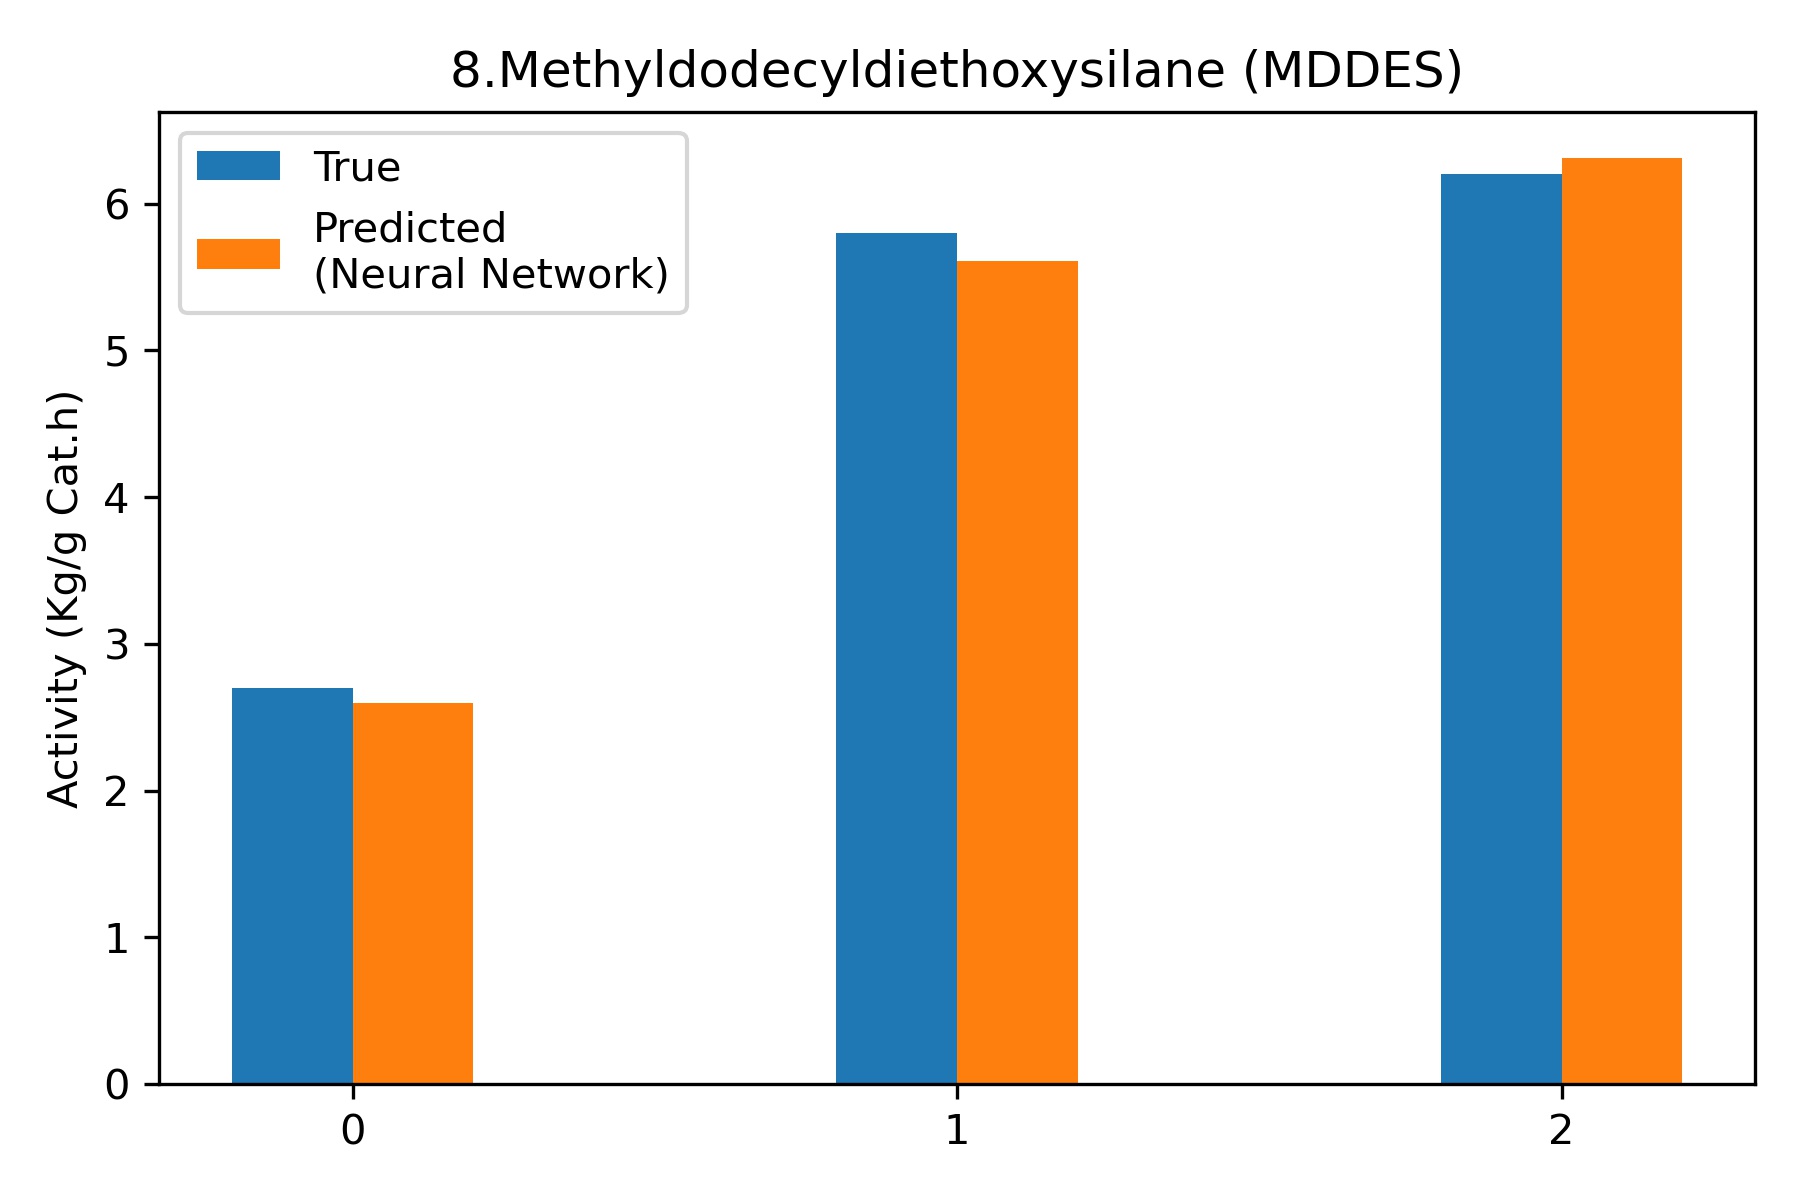 8.Methyldodecyldiethoxysilane (MDDES)
True
Predicted
(Neural Network)
Activity (Kg/g Cat.h)
6
5
4
3
2
1
0
0 1 2